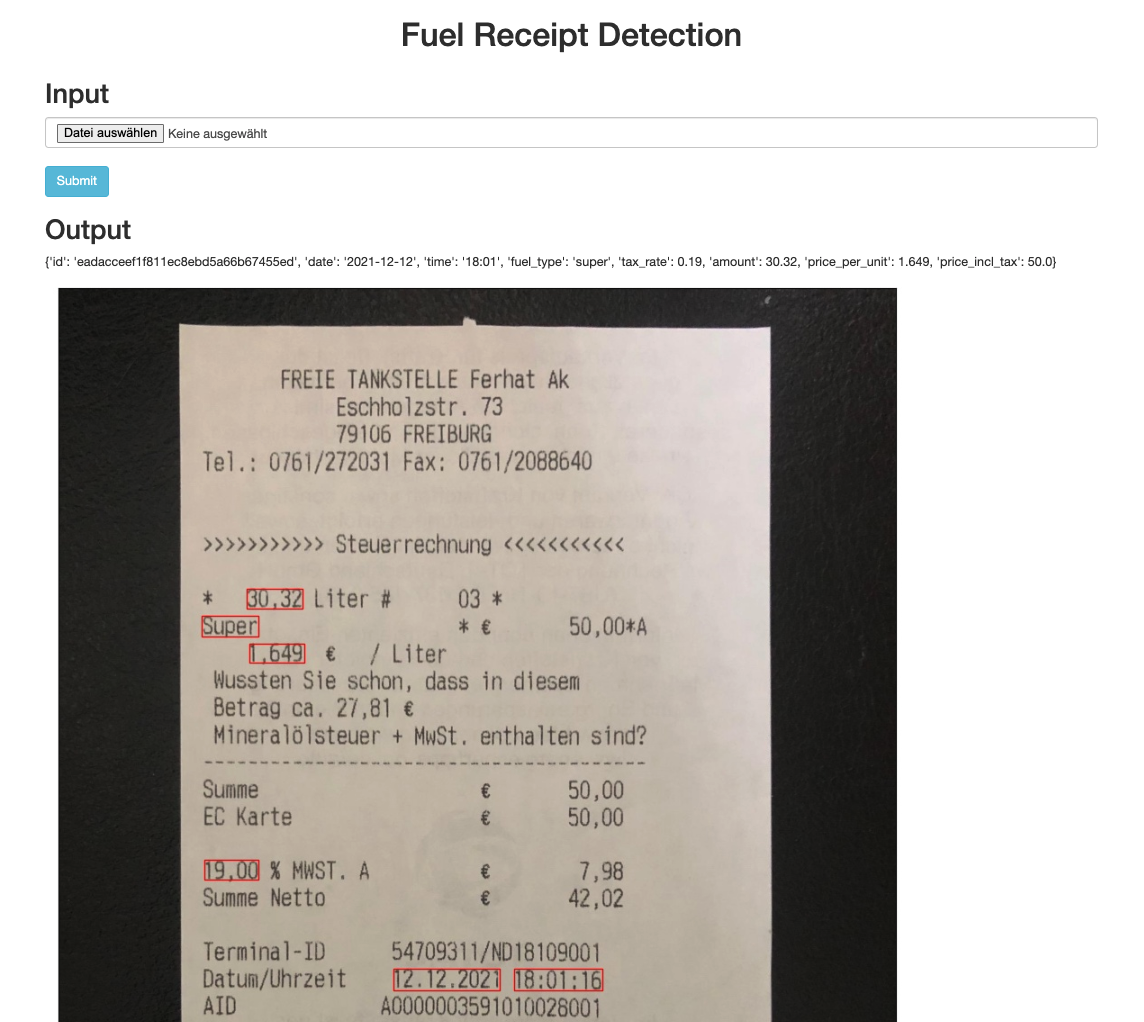 Fuel Receipt Detection
Input
Datei auswählen Keine ausgewählt
Submit
Output
{'id': 'eadacceef1f811ec8ebd5a66b67455ed', 'date': '2021-12-12', 'time': '18:01', 'fuel_type': 'super', 'tax_rate': 0.19, 'amount': 30.32, 'price_per_unit': 1.649, 'price_incl_tax': 50.0}
FREIE TANKSTELLE Ferhat Ak
Eschholzstr. 73
79106 FREIBURG
Tel.: 0761/272031 Fax: 0761/2088640
>>>>>>>>>>> Steuerrechnung <<<<<<<<<<<
* 30,32 Liter # 03 *
Super * € 50,00*A
1,649 € / Liter
Wussten Sie schon, dass in diesem
Betrag ca. 27,81 €
Mineralölsteuer + MwSt. enthalten sind?
----------------------------------------
Summe € 50,00
EC Karte € 50,00
19,00 % MWST. A € 7,98
Summe Netto € 42,02
Terminal-ID 54709311/ND18109001
Datum/Uhrzeit 12.12.2021 18:01:16
AID A0000003591010028001